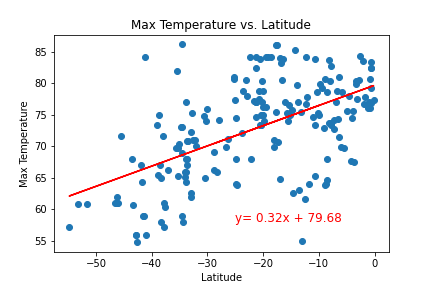 Max Temperature vs. Latitude
Max Temperature
85
80
75
70
65
60
55
y= 0.32x + 79.68
−50 −40 −30 −20 −10 0
Latitude